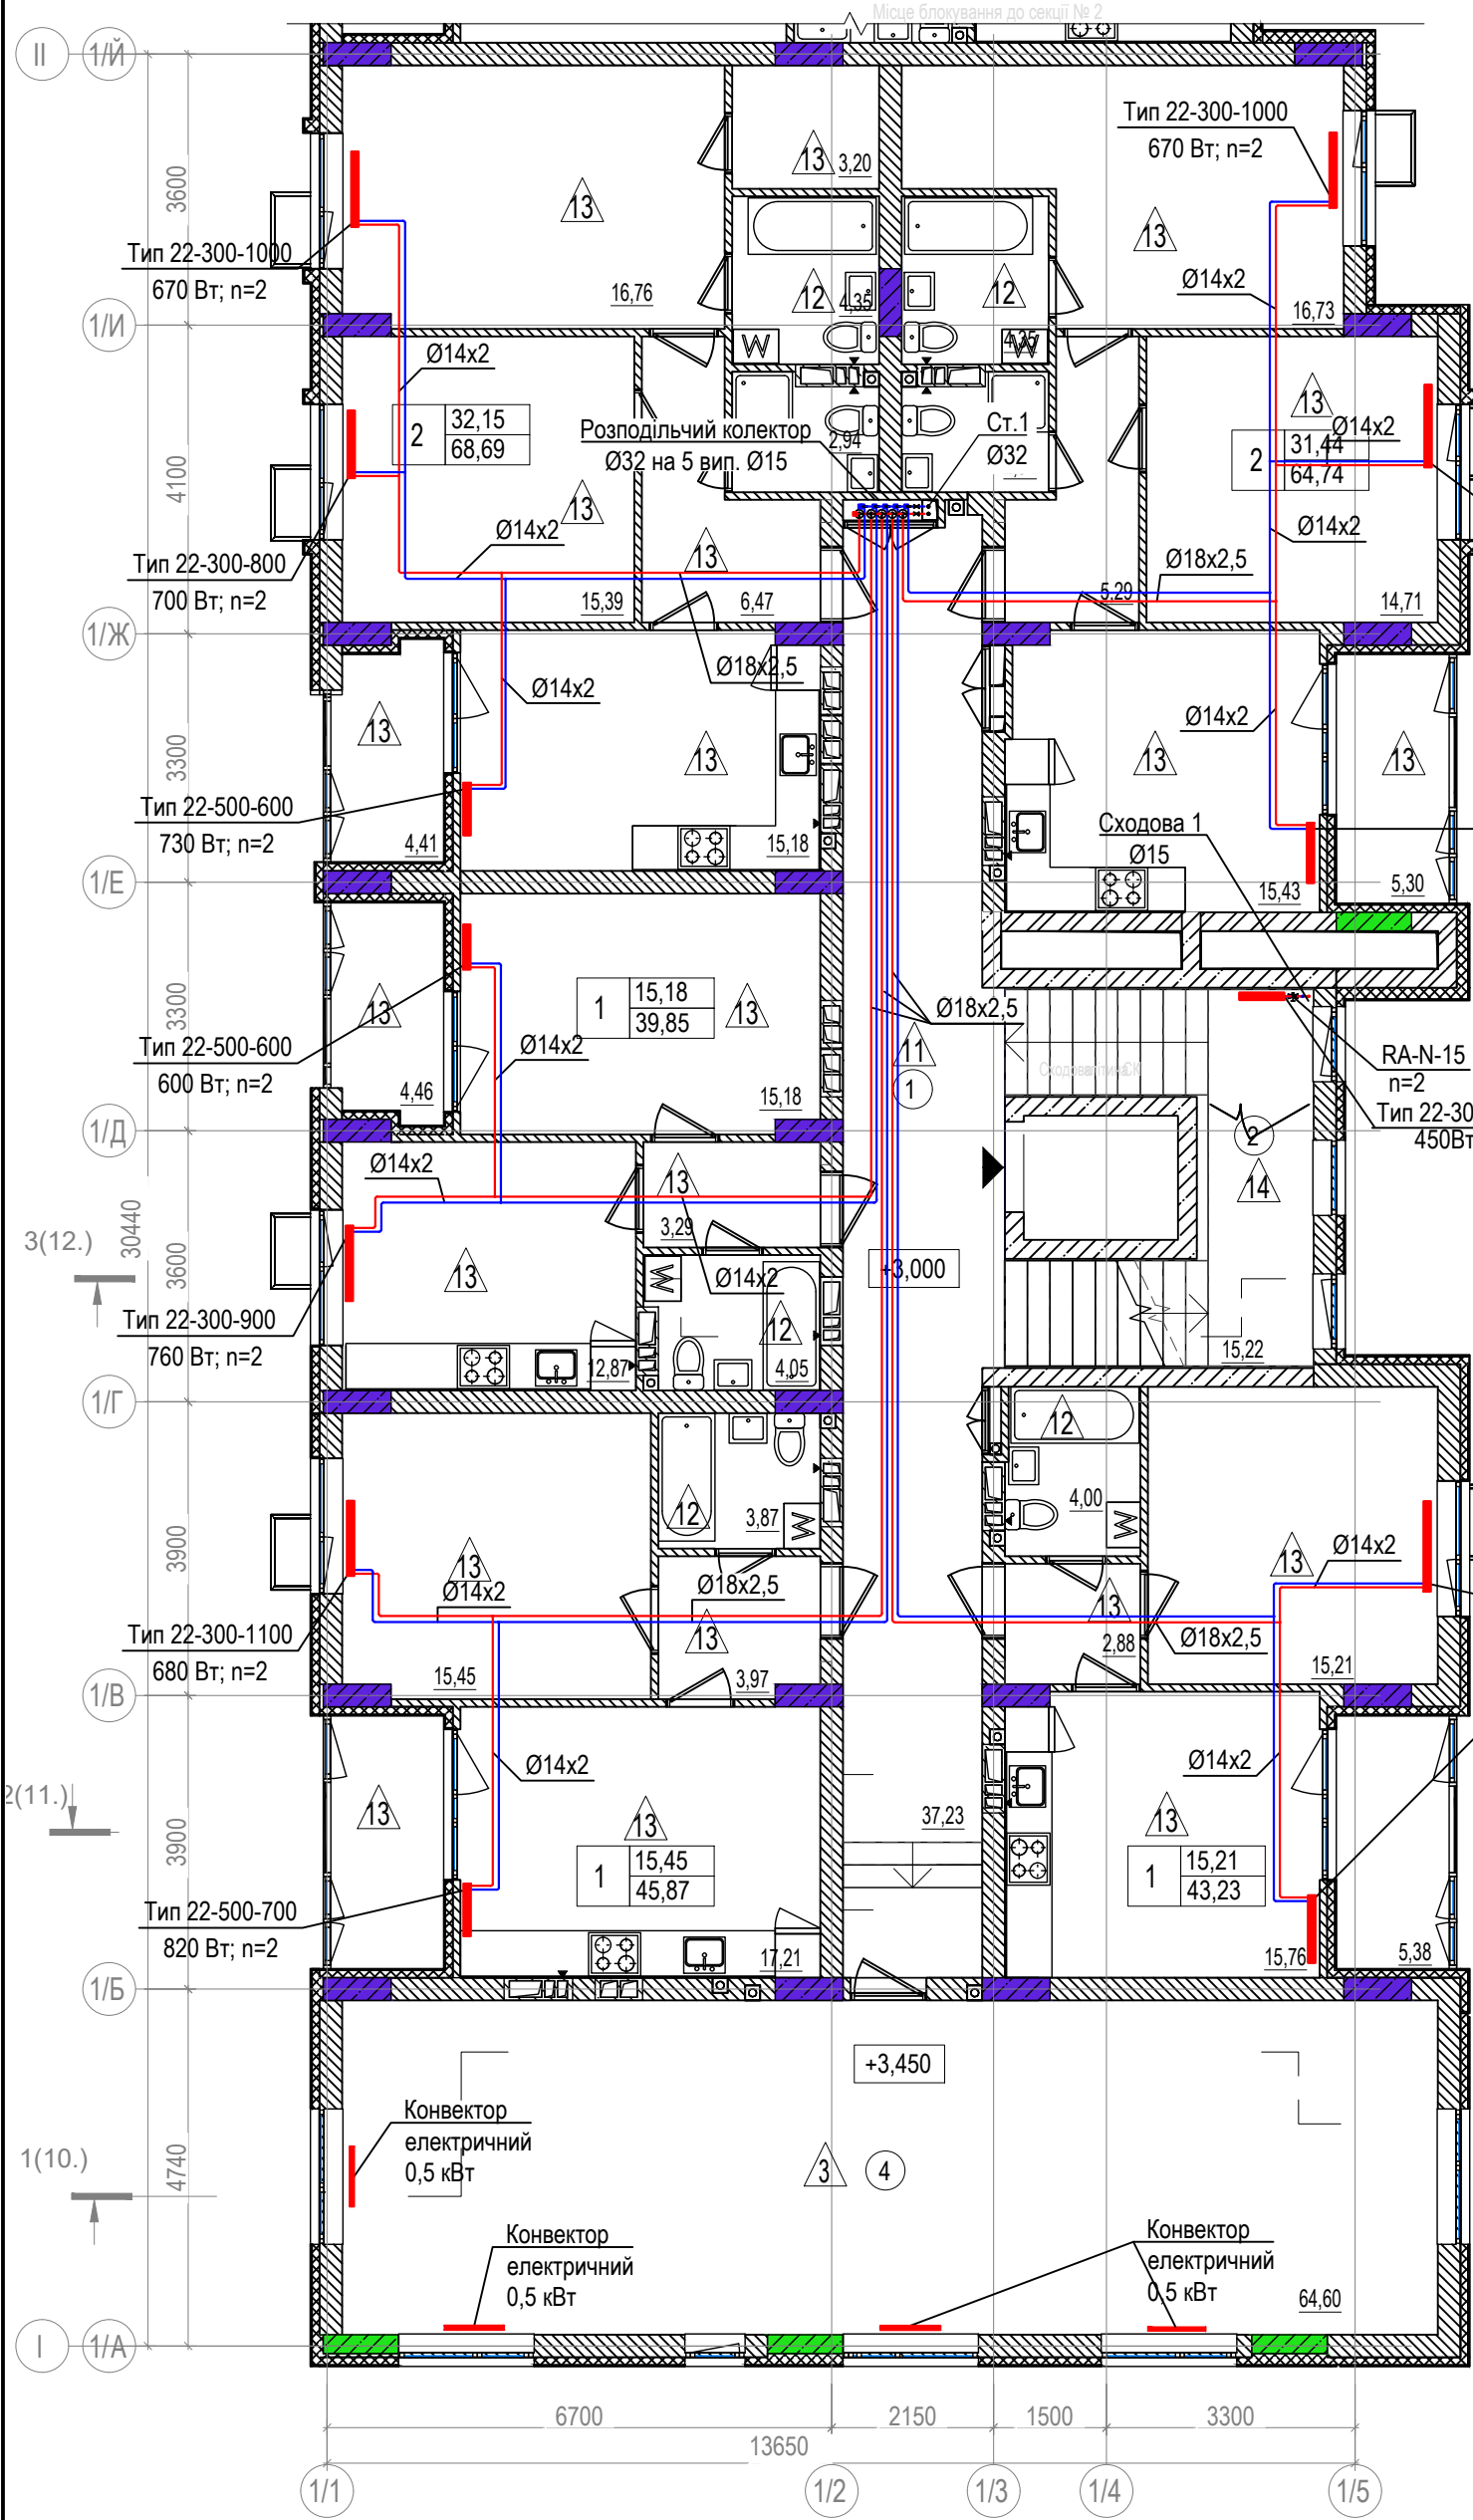 Місце блокування до секції № 2
II
1/Й
Тип 22-300-1000
670 Вт; n=2
13
3,20
13
13
3600
Тип 22-300-1000
670 Вт; n=2
16,76
12
4,35
12
Ø14x2
16,73
1/И
W
4,35
W
Ø14x2
2
32,15
68,69
Розподільчий колектор
Ø32 на 5 вип. Ø15
2,94
Ст.1
Ø32
13
Ø14x2
2
31,44
64,74
4100
13
Ø14x2
13
Ø14x2
Тип 22-300-800
700 Вт; n=2
15,39
6,47
Ø18x2,5
5,29
14,71
1/Ж
Ø18x2,5
Ø14x2
Ø14x2
13
13
13
13
3300
Тип 22-500-600
730 Вт; n=2
4,41
15,18
Сходова 1
Ø15
15,43
5,30
1/Е
1
15,18
39,85
13
13
3300
Ø18x2,5
Тип 22-500-600
600 Вт; n=2
Ø14x2
4,46
15,18
11
1
RA-N-15
n=2
Тип 22-30
450Вт
2
14
1/Д
Ø14x2
13
3,29
3(12.)
30440
3600
13
Ø14x2
+3,000
Тип 22-300-900
760 Вт; n=2
W
12
12,87
4,05
15,22
1/Г
12
12
3,87
W
4,00
W
3900
13
Ø14x2
Ø18x2,5
13
Ø14x2
13
13
Тип 22-300-1100
680 Вт; n=2
2,88
Ø18x2,5
15,45
3,97
15,21
1/В
Ø14x2
Ø14x2
2(11.)
13
13
37,23
13
3900
1
15,45
45,87
1
15,21
43,23
Тип 22-500-700
820 Вт; n=2
17,21
15,76
5,38
1/Б
+3,450
Конвектор
електричний
0,5 кВт
1(10.)
4740
3
4
Конвектор
електричний
0,5 кВт
Конвектор
електричний
0,5 кВт
64,60
I
1/А
6700
2150
1500
3300
13650
1/1
1/2
1/3
1/4
1/5